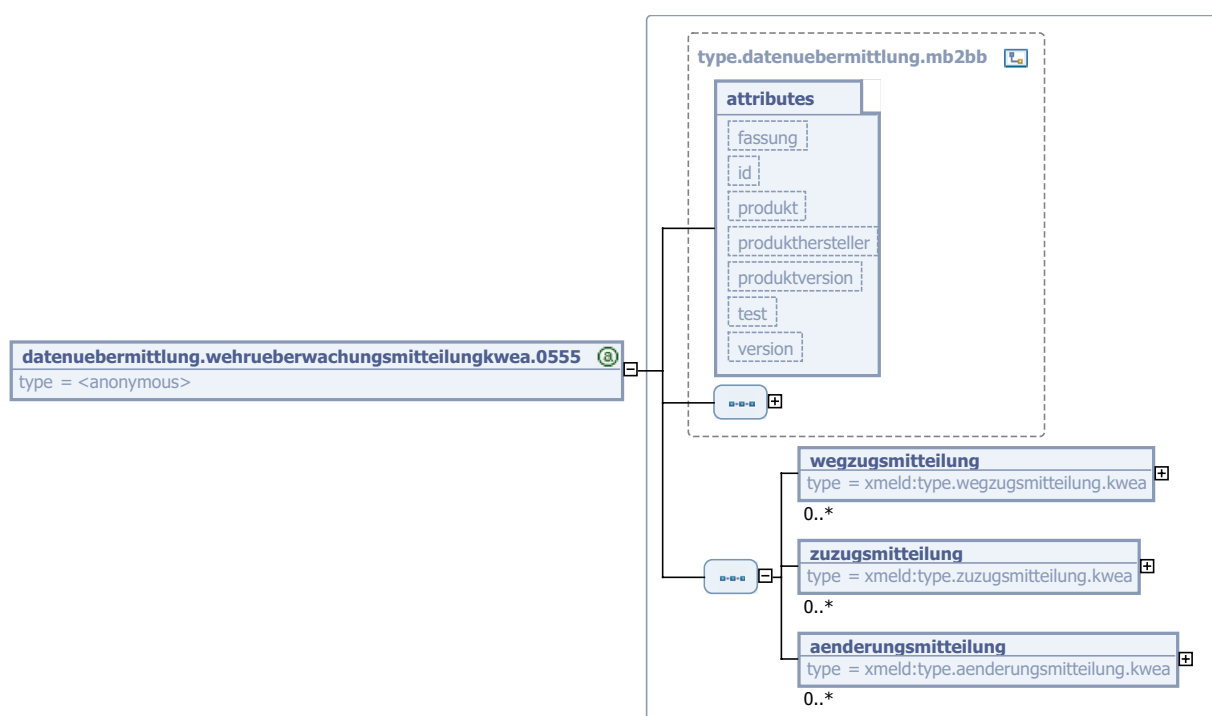 type.datenuebermittlung.mb2bb
attributes
fassung
id
produkt
produkthersteller
produktversion
test
version
datenuebermittlung.wehrueberwachungsmitteilungkwea.0555 @
type = <anonymous>
wegzugsmitteilung
type = xmeld:type.wegzugsmitteilung.kwea
0..*
zuzugsmitteilung
type = xmeld:type.zuzugsmitteilung.kwea
0..*
aenderungsmitteilung
type = xmeld:type.aenderungsmitteilung.kwea
0..*